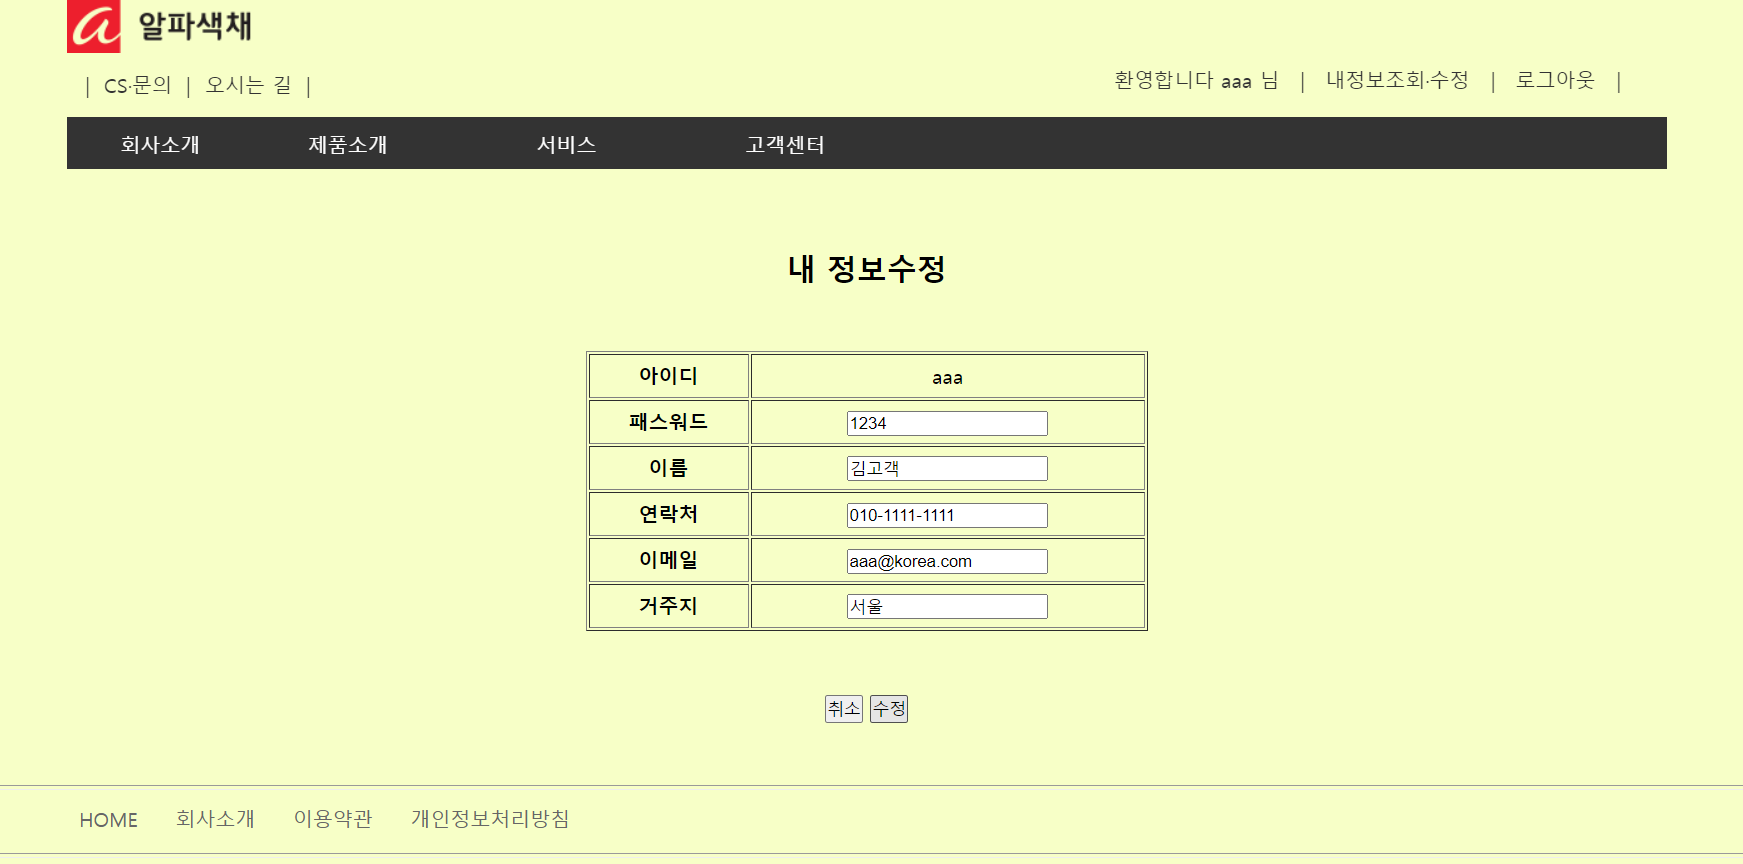 a 알파색채
| CS·문의 | 오시는 길 |
환영합니다 aaa 님 | 내정보조회·수정 | 로그아웃 |
회사소개 제품소개 서비스 고객센터
내 정보수정
아이디 aaa
패스워드 1234
이름 김고객
연락처 010-1111-1111
이메일 aaa@korea.com
거주지 서울
취소 수정
HOME 회사소개 이용약관 개인정보처리방침